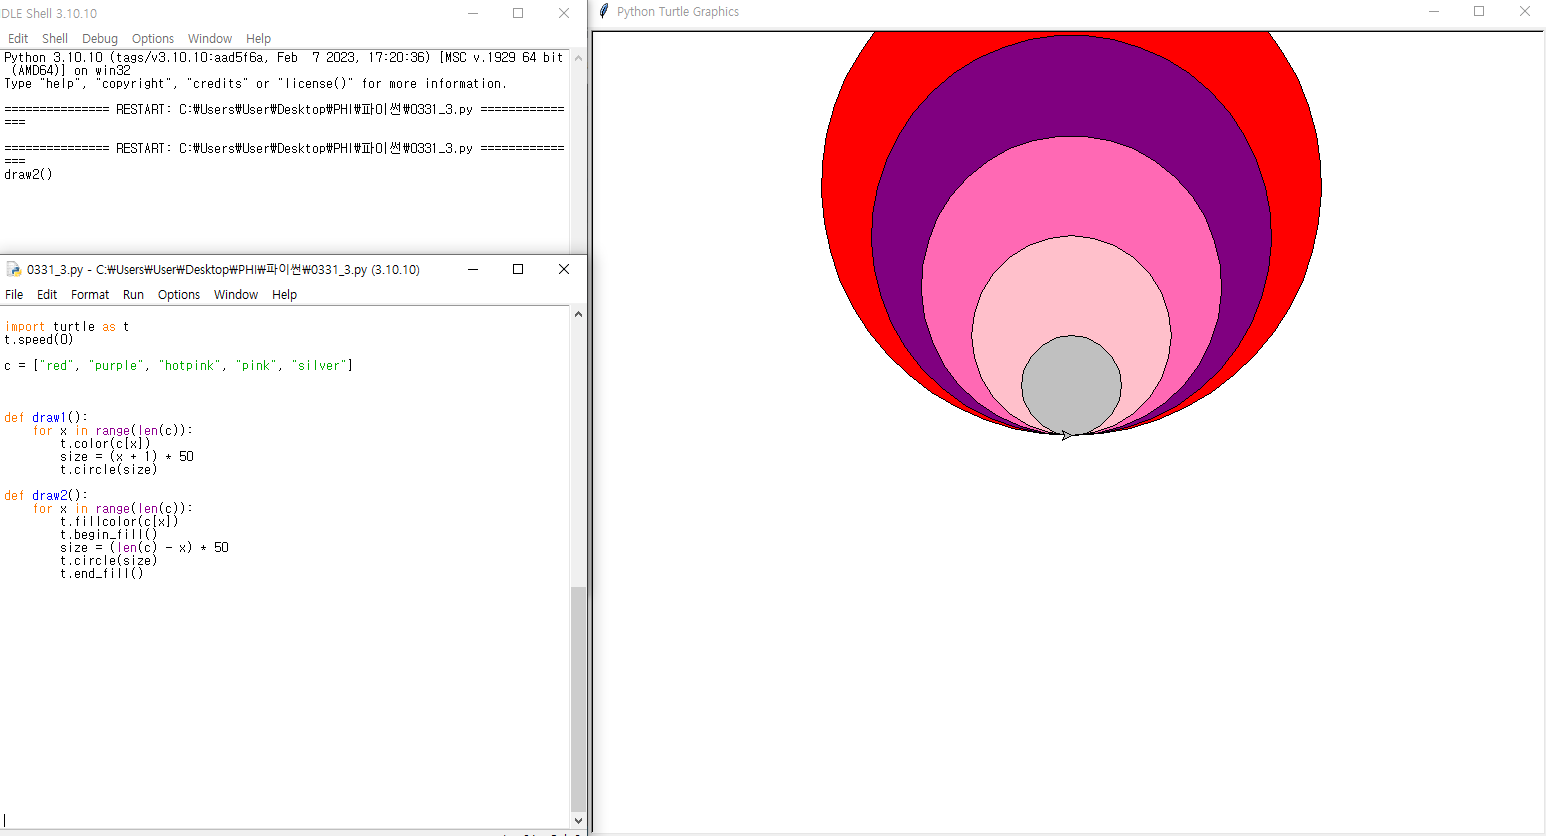 IDLE Shell 3.10.10
Edit Shell Debug Options Window Help
Python 3.10.10 (tags/v3.10.10:aad5f6a, Feb  7 2023, 17:20:36) [MSC v.1929 64 bit
 (AMD64)] on win32
Type "help", "copyright", "credits" or "license()" for more information.
=============== RESTART: C:₩Users₩User₩Desktop₩PHI₩파이썬₩0331_3.py ============
===
=============== RESTART: C:₩Users₩User₩Desktop₩PHI₩파이썬₩0331_3.py ============
===
draw2()
0331_3.py - C:₩Users₩User₩Desktop₩PHI₩파이썬₩0331_3.py (3.10.10)
File Edit Format Run Options Window Help
import turtle as t
t.speed(0)
c = ["red", "purple", "hotpink", "pink", "silver"]
def draw1():
    for x in range(len(c)):
        t.color(c[x])
        size = (x + 1) * 50
        t.circle(size)
def draw2():
    for x in range(len(c)):
        t.fillcolor(c[x])
        t.begin_fill()
        size = (len(c) - x) * 50
        t.circle(size)
        t.end_fill()
Python Turtle Graphics